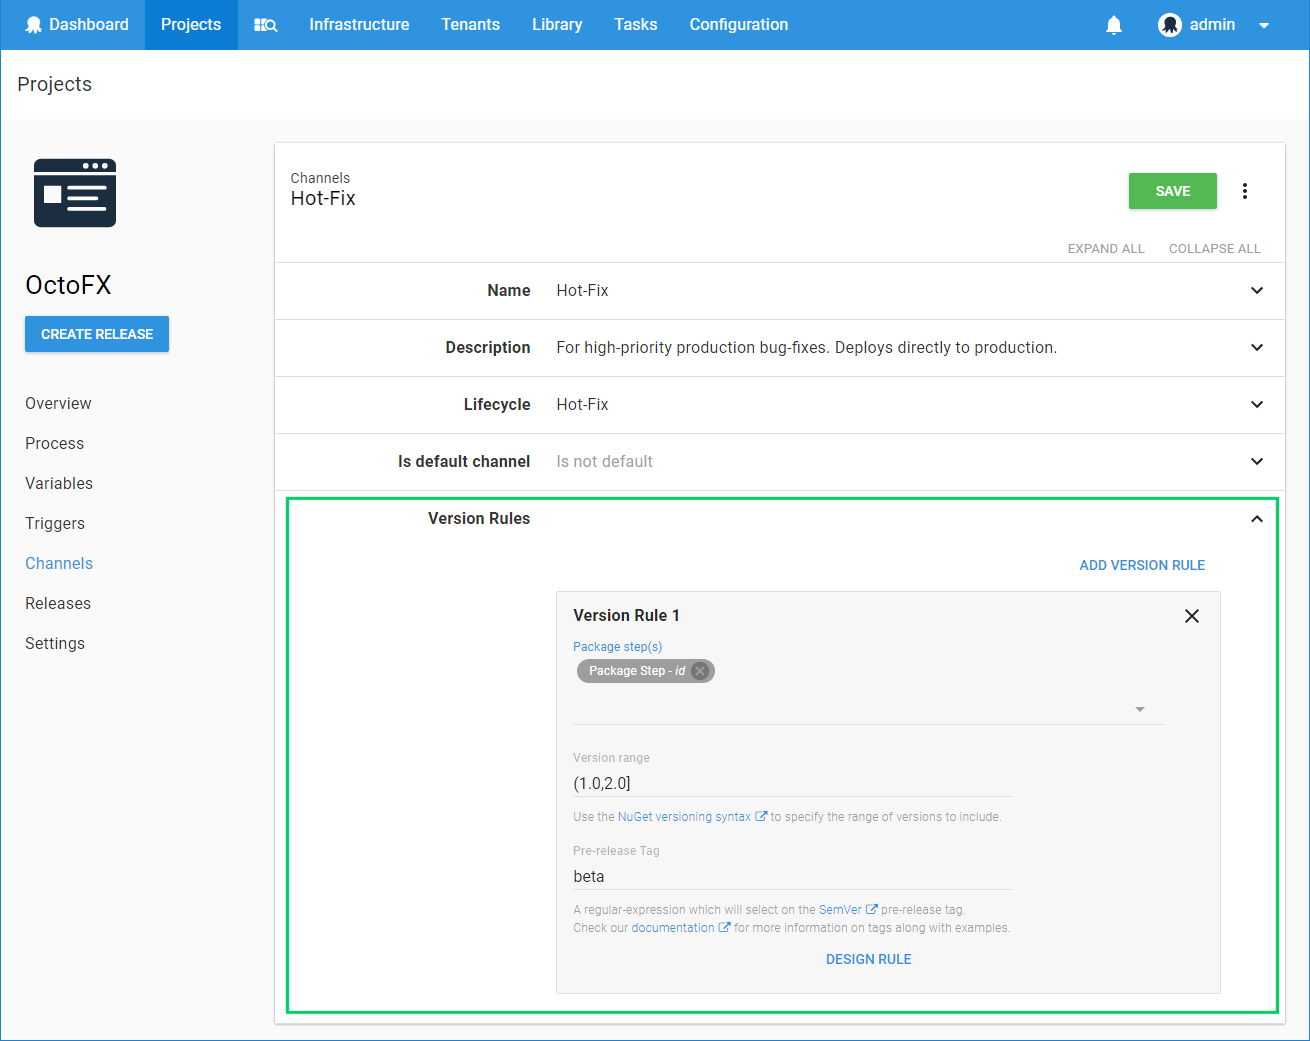 Dashboard Projects Infrastructure Tenants Library Tasks Configuration admin
Projects
OctoFX
CREATE RELEASE
Overview
Process
Variables
Triggers
Channels
Releases
Settings
Channels
Hot-Fix
SAVE
EXPAND ALL COLLAPSE ALL
Name Hot-Fix
Description For high-priority production bug-fixes. Deploys directly to production.
Lifecycle Hot-Fix
Is default channel Is not default
Version Rules
ADD VERSION RULE
Version Rule 1
Package step(s)
Package Step - id
Version range
(1.0,2.0]
Use the NuGet versioning syntax to specify the range of versions to include.
Pre-release Tag
beta
A regular-expression which will select on the SemVer pre-release tag.
Check our documentation for more information on tags along with examples.
DESIGN RULE